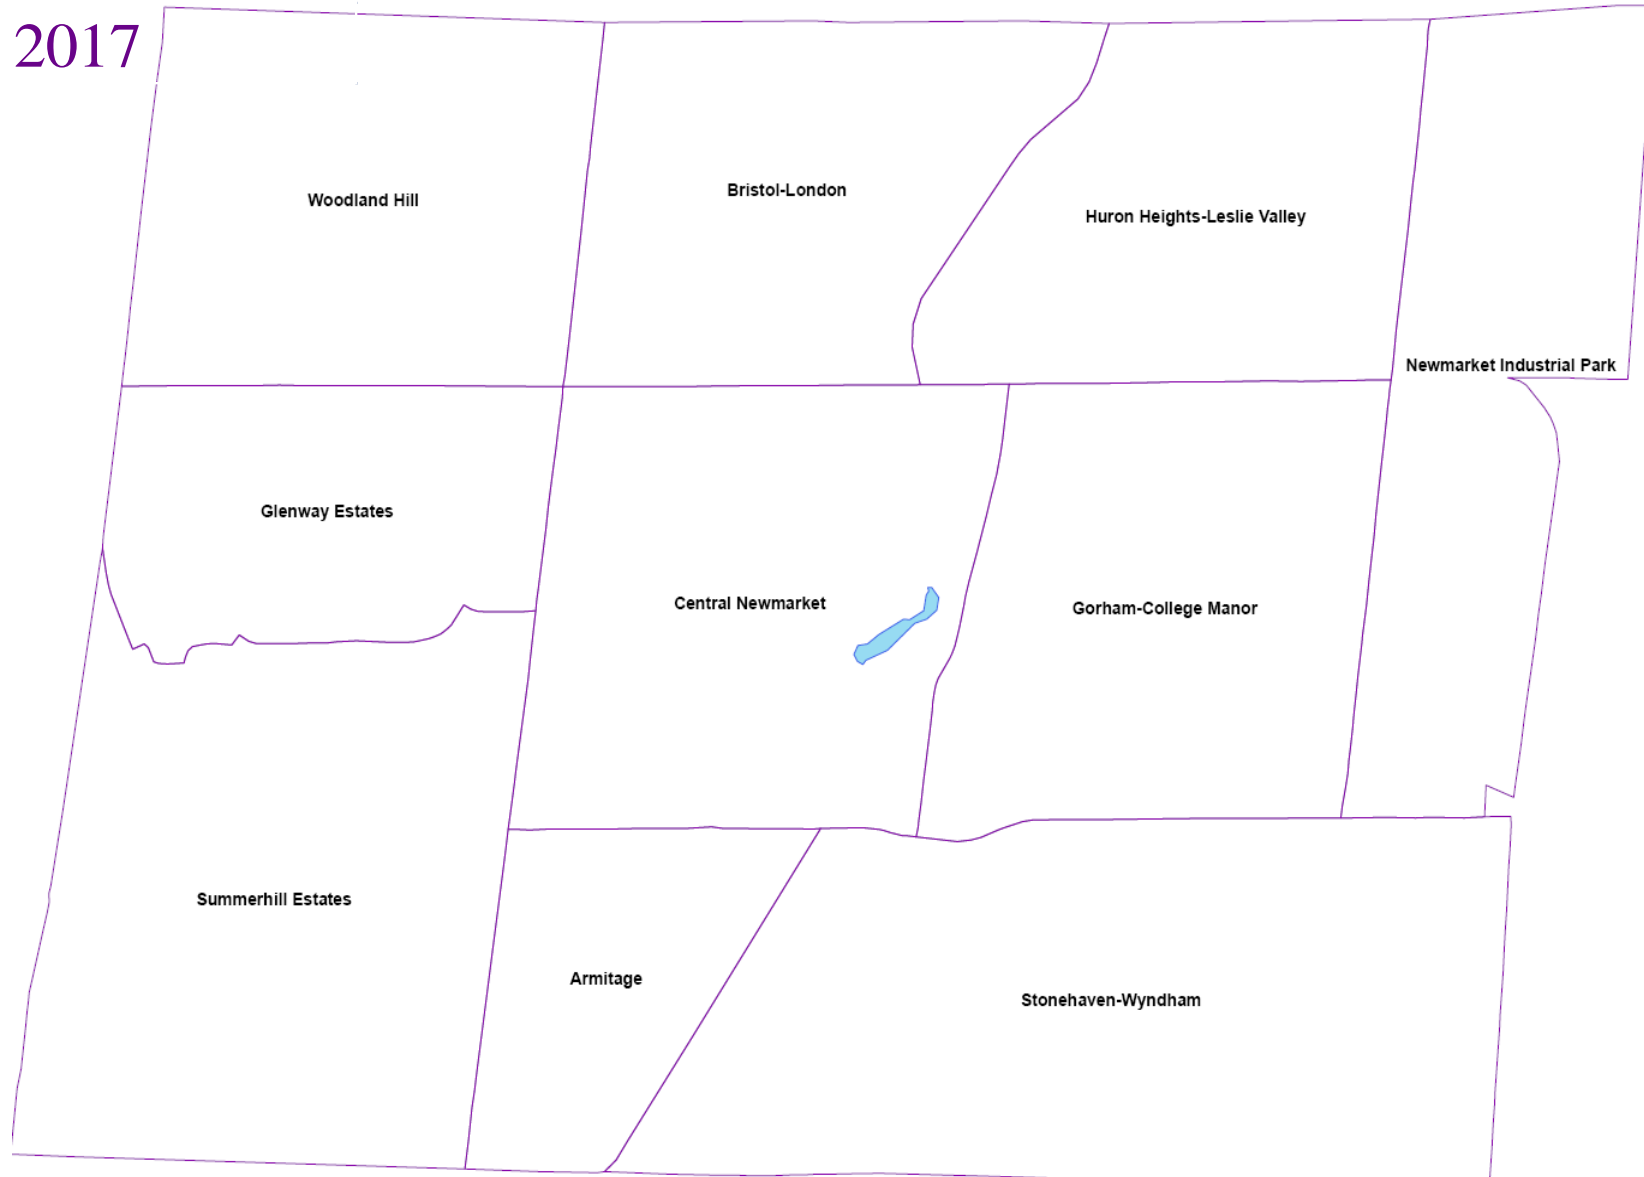 2017
Woodland Hill
Bristol-London
Huron Heights-Leslie Valley
Newmarket Industrial Park
Glenway Estates
Central Newmarket
Gorham-College Manor
Summerhill Estates
Armitage
Stonehaven-Wyndham